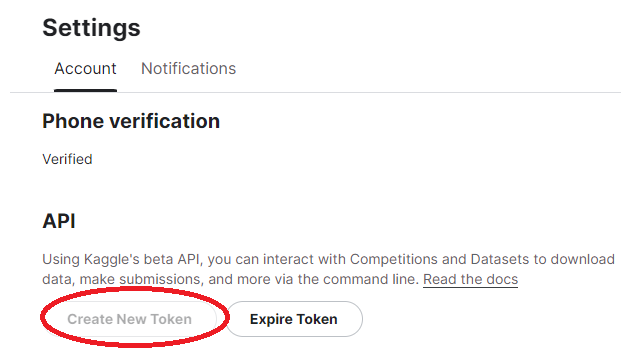 Settings
Account Notifications
Phone verification
Verified
API
Using Kaggle's beta API, you can interact with Competitions and Datasets to download
data, make submissions, and more via the command line. Read the docs
Create New Token Expire Token